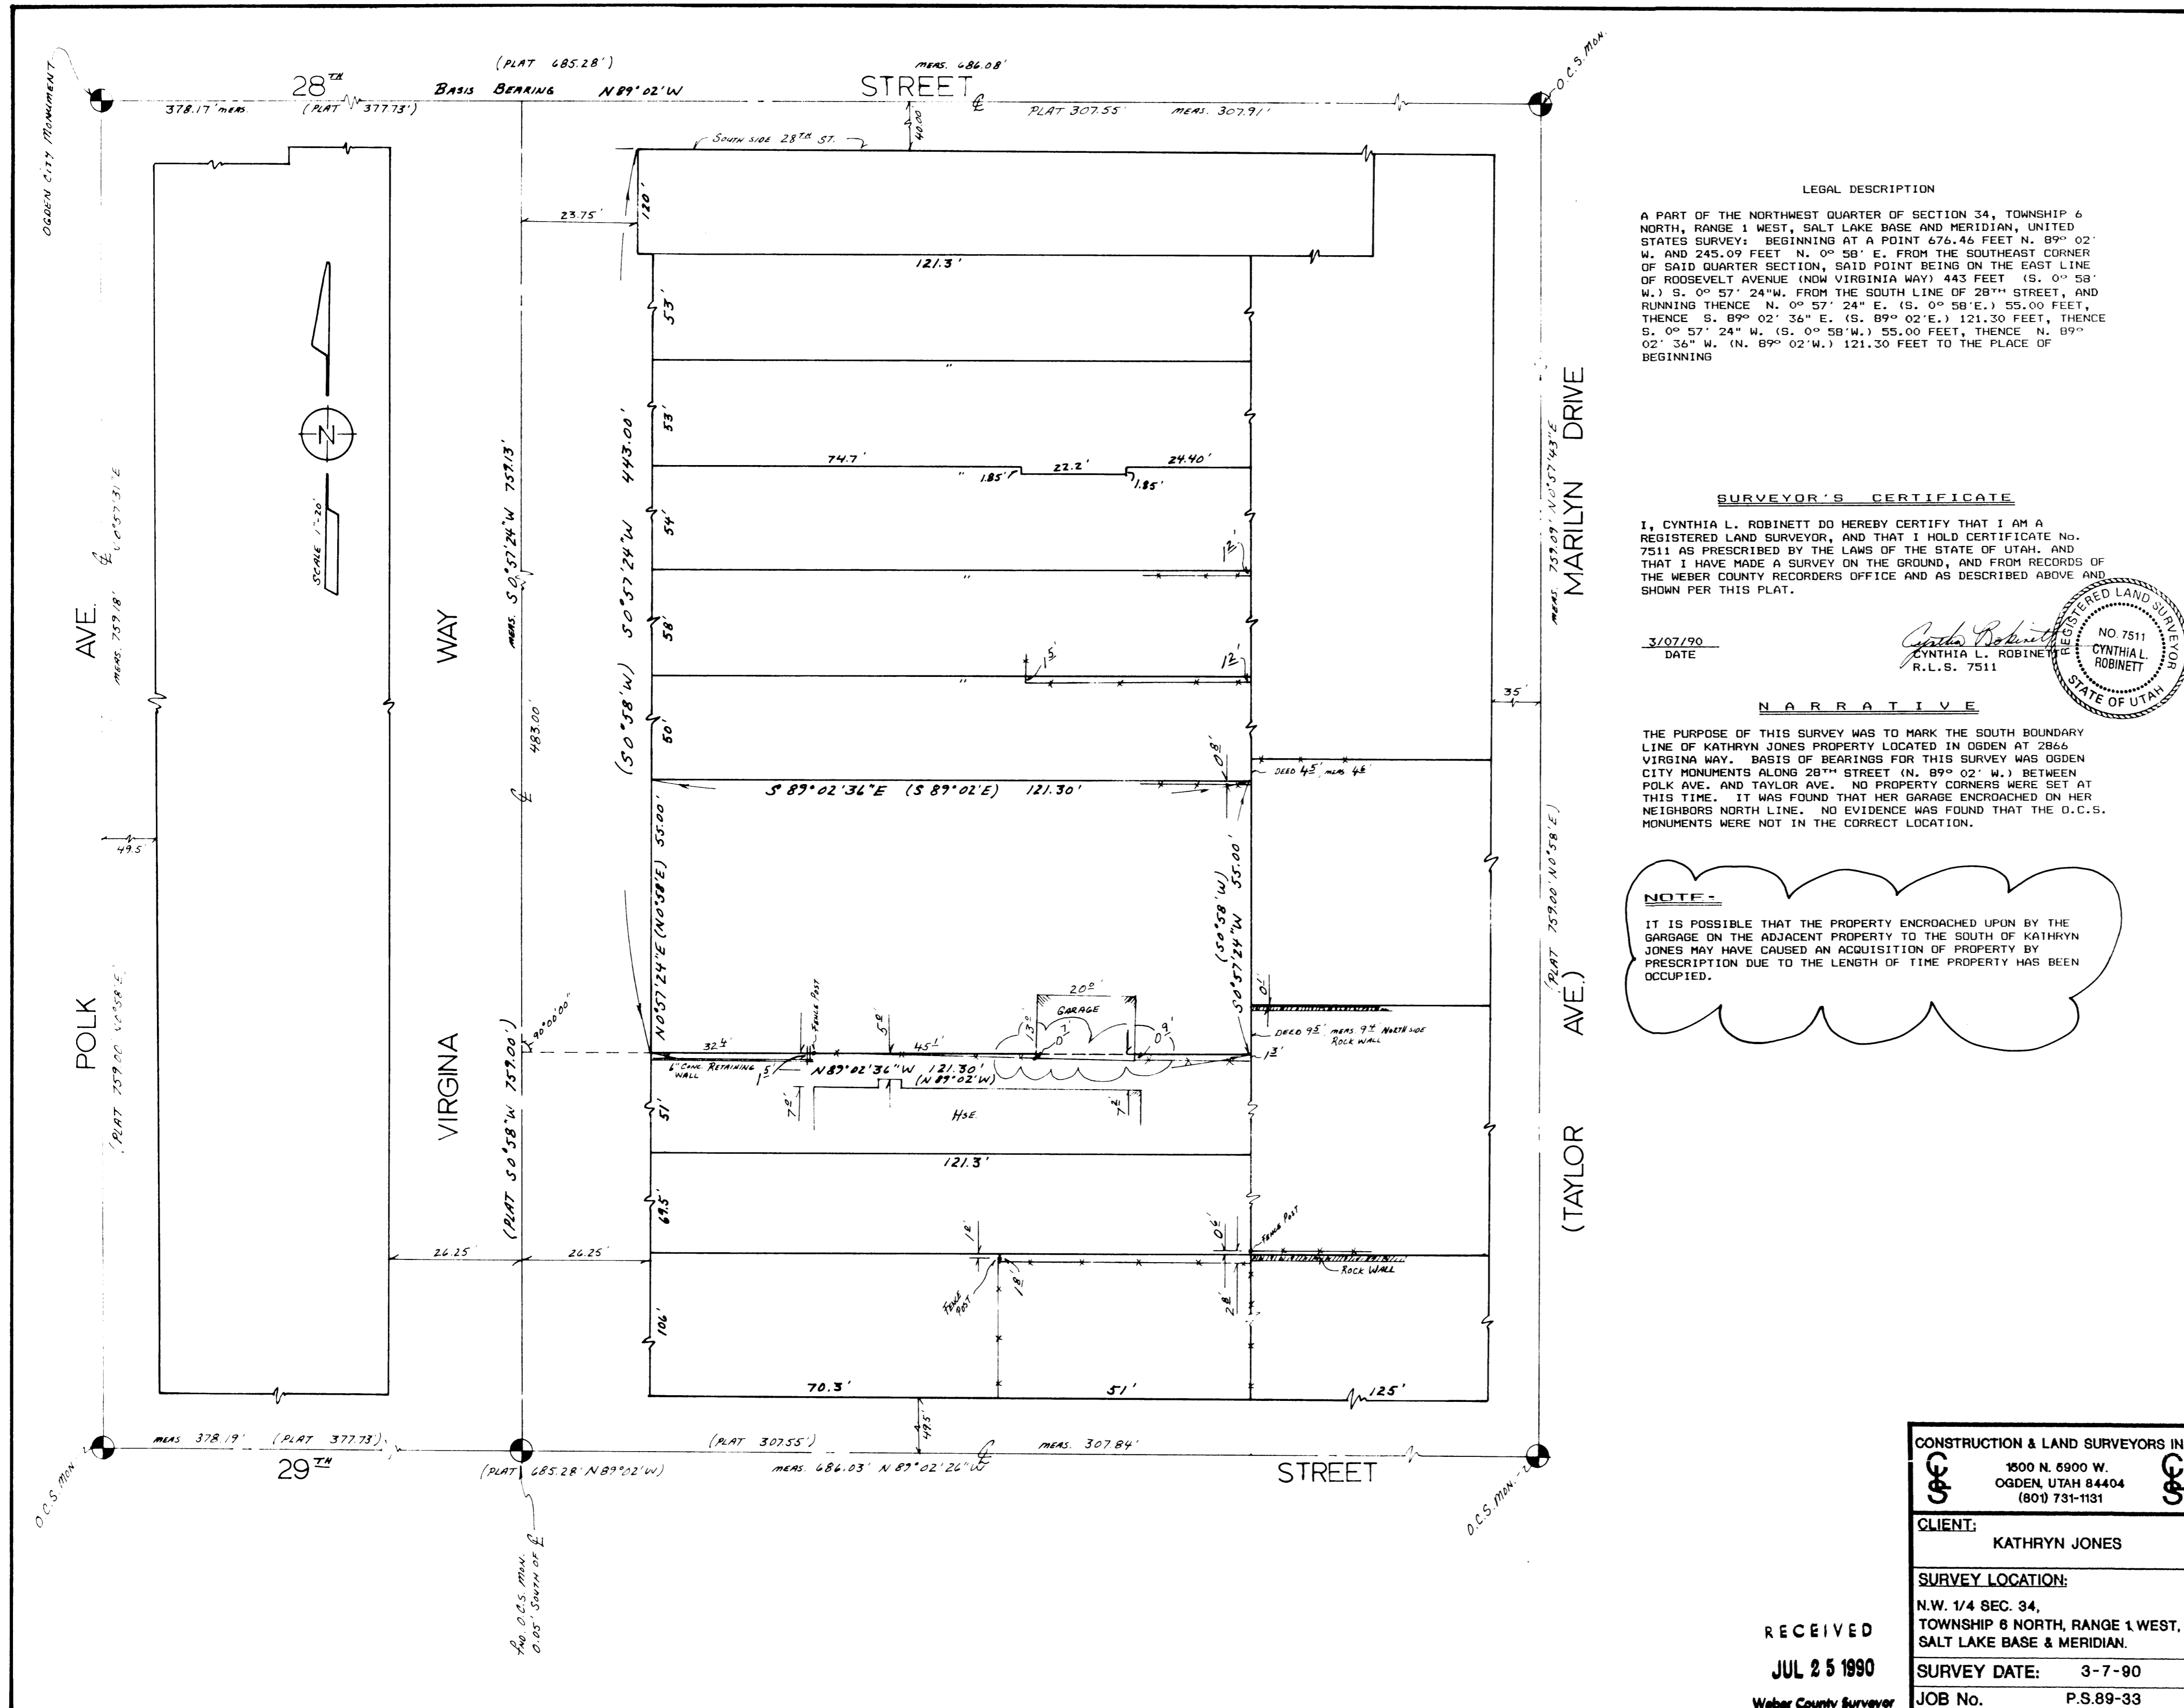 OGDEN CITY MONUMENT
28TH
(PLAT 685.28')
BASIS BEARING N 89° 02' W
MEAS. 686.08'
STREET
O.C.S. MON.
378.17' MEAS.
(PLAT 377.73')
PLAT 307.55'
MEAS. 307.91'
40.00
SOUTH SIDE 28TH ST.
120'
23.75'
121.3'
53'
"
53'
74.7'
22.2'
24.40'
1.85'
"
1.85'
54'
12'
"
58'
15'
12'
"
50'
08'
DEED 45' MEAS 46'
S 89°02'36"E (S 89°02'E) 121.30'
SCALE 1"-20'
N
AVE.
MEAS. 759.18'
POLK
(PLAT 759.00'
49.5'
WAY
VIRGINA
MEAS. S 0°57'24"W 759.13'
483.00'
(PLAT S 0°58'W 759.00')
90°00'00"
(S 0°58'W) S 0°57'24"W 443.00'
N 0°57'24"E (N 0°58'E) 55.00'
(S 0°58'W)
S 0°57'24"W 55.00'
35'
MEAS. 759.09' N 0°57'43"E
MARILYN DRIVE
(PLAT 759.00' N 0°58'E)
(TAYLOR AVE.)
FENCE POST
20°'
GARAGE
DEED 95' MEAS. 94' NORTH SIDE
ROCK WALL
13'
324'
451'
6" CONC. RETAINING
WALL
15'
N 89°02'36"W 121.30'
(N 89°02'W)
51'
70'
72'
HSE.
121.3'
69.5'
FENCE POST
26.25'
26.25'
ROCK WALL
FENCE
POST
18'
28'
106'
70.3'
51'
125'
49.5'
O.C.S. MON.
MEAS 378.19'
(PLAT 377.73')
(PLAT 307.55')
MEAS. 307.84'
29TH
(PLAT 685.28' N 89°02'W)
MEAS. 686.03' N 89°02'26"W
STREET
O.C.S. MON.
FND. O.C.S. MON.
0.05' SOUTH OF ℄
LEGAL DESCRIPTION
A PART OF THE NORTHWEST QUARTER OF SECTION 34, TOWNSHIP 6
NORTH, RANGE 1 WEST, SALT LAKE BASE AND MERIDIAN, UNITED
STATES SURVEY: BEGINNING AT A POINT 676.46 FEET N. 89° 02'
W. AND 245.09 FEET N. 0° 58' E. FROM THE SOUTHEAST CORNER
OF SAID QUARTER SECTION, SAID POINT BEING ON THE EAST LINE
OF ROOSEVELT AVENUE (NOW VIRGINIA WAY) 443 FEET (S. 0° 58'
W.) S. 0° 57' 24"W. FROM THE SOUTH LINE OF 28TH STREET, AND
RUNNING THENCE N. 0° 57' 24" E. (S. 0° 58'E.) 55.00 FEET,
THENCE S. 89° 02' 36" E. (S. 89° 02'E.) 121.30 FEET, THENCE
S. 0° 57' 24" W. (S. 0° 58'W.) 55.00 FEET, THENCE N. 89°
02' 36" W. (N. 89° 02'W.) 121.30 FEET TO THE PLACE OF
BEGINNING
SURVEYOR'S CERTIFICATE
I, CYNTHIA L. ROBINETT DO HEREBY CERTIFY THAT I AM A
REGISTERED LAND SURVEYOR, AND THAT I HOLD CERTIFICATE No.
7511 AS PRESCRIBED BY THE LAWS OF THE STATE OF UTAH. AND
THAT I HAVE MADE A SURVEY ON THE GROUND, AND FROM RECORDS OF
THE WEBER COUNTY RECORDERS OFFICE AND AS DESCRIBED ABOVE AND
SHOWN PER THIS PLAT.
3/07/90
DATE
Cynthia Robinett
CYNTHIA L. ROBINETT
R.L.S. 7511
REGISTERED LAND SURVEYOR
NO. 7511
CYNTHIA L.
ROBINETT
STATE OF UTAH
NARRATIVE
THE PURPOSE OF THIS SURVEY WAS TO MARK THE SOUTH BOUNDARY
LINE OF KATHRYN JONES PROPERTY LOCATED IN OGDEN AT 2866
VIRGINA WAY. BASIS OF BEARINGS FOR THIS SURVEY WAS OGDEN
CITY MONUMENTS ALONG 28TH STREET (N. 89° 02' W.) BETWEEN
POLK AVE. AND TAYLOR AVE. NO PROPERTY CORNERS WERE SET AT
THIS TIME. IT WAS FOUND THAT HER GARAGE ENCROACHED ON HER
NEIGHBORS NORTH LINE. NO EVIDENCE WAS FOUND THAT THE O.C.S.
MONUMENTS WERE NOT IN THE CORRECT LOCATION.
NOTE-
IT IS POSSIBLE THAT THE PROPERTY ENCROACHED UPON BY THE
GARGAGE ON THE ADJACENT PROPERTY TO THE SOUTH OF KATHRYN
JONES MAY HAVE CAUSED AN ACQUISITION OF PROPERTY BY
PRESCRIPTION DUE TO THE LENGTH OF TIME PROPERTY HAS BEEN
OCCUPIED.
CONSTRUCTION & LAND SURVEYORS IN
1500 N. 5900 W.
OGDEN, UTAH 84404
(801) 731-1131
CLIENT:
KATHRYN JONES
SURVEY LOCATION:
N.W. 1/4 SEC. 34,
TOWNSHIP 6 NORTH, RANGE 1 WEST,
SALT LAKE BASE & MERIDIAN.
SURVEY DATE: 3-7-90
JOB No. P.S.89-33
RECEIVED
JUL 25 1990
Weber County Surveyor